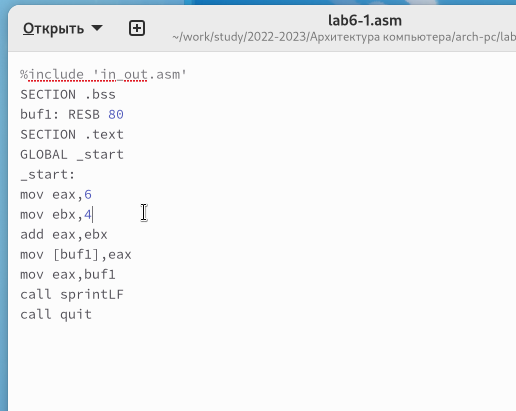 Открыть
lab6-1.asm
~/work/study/2022-2023/Архитектура компьютера/arch-pc/lab
%include 'in_out.asm'
SECTION .bss
buf1: RESB 80
SECTION .text
GLOBAL _start
_start:
mov eax,6
mov ebx,4
add eax,ebx
mov [buf1],eax
mov eax,buf1
call sprintLF
call quit